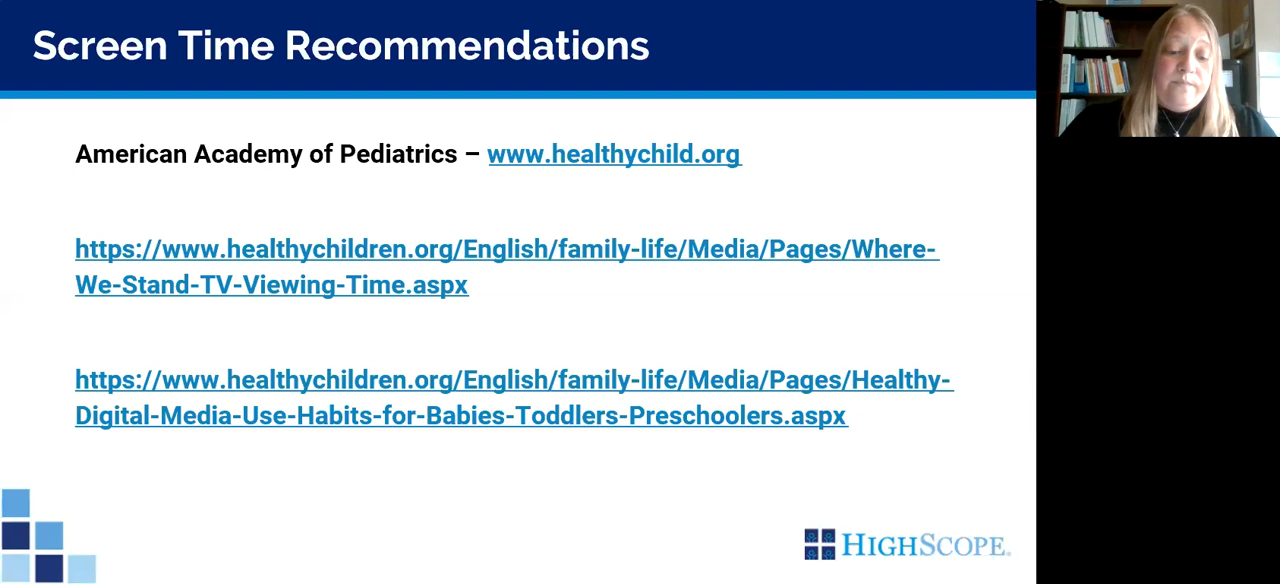 Screen Time Recommendations
American Academy of Pediatrics – www.healthychild.org
https://www.healthychildren.org/English/family-life/Media/Pages/Where-
We-Stand-TV-Viewing-Time.aspx
https://www.healthychildren.org/English/family-life/Media/Pages/Healthy-
Digital-Media-Use-Habits-for-Babies-Toddlers-Preschoolers.aspx
HIGHSCOPE®